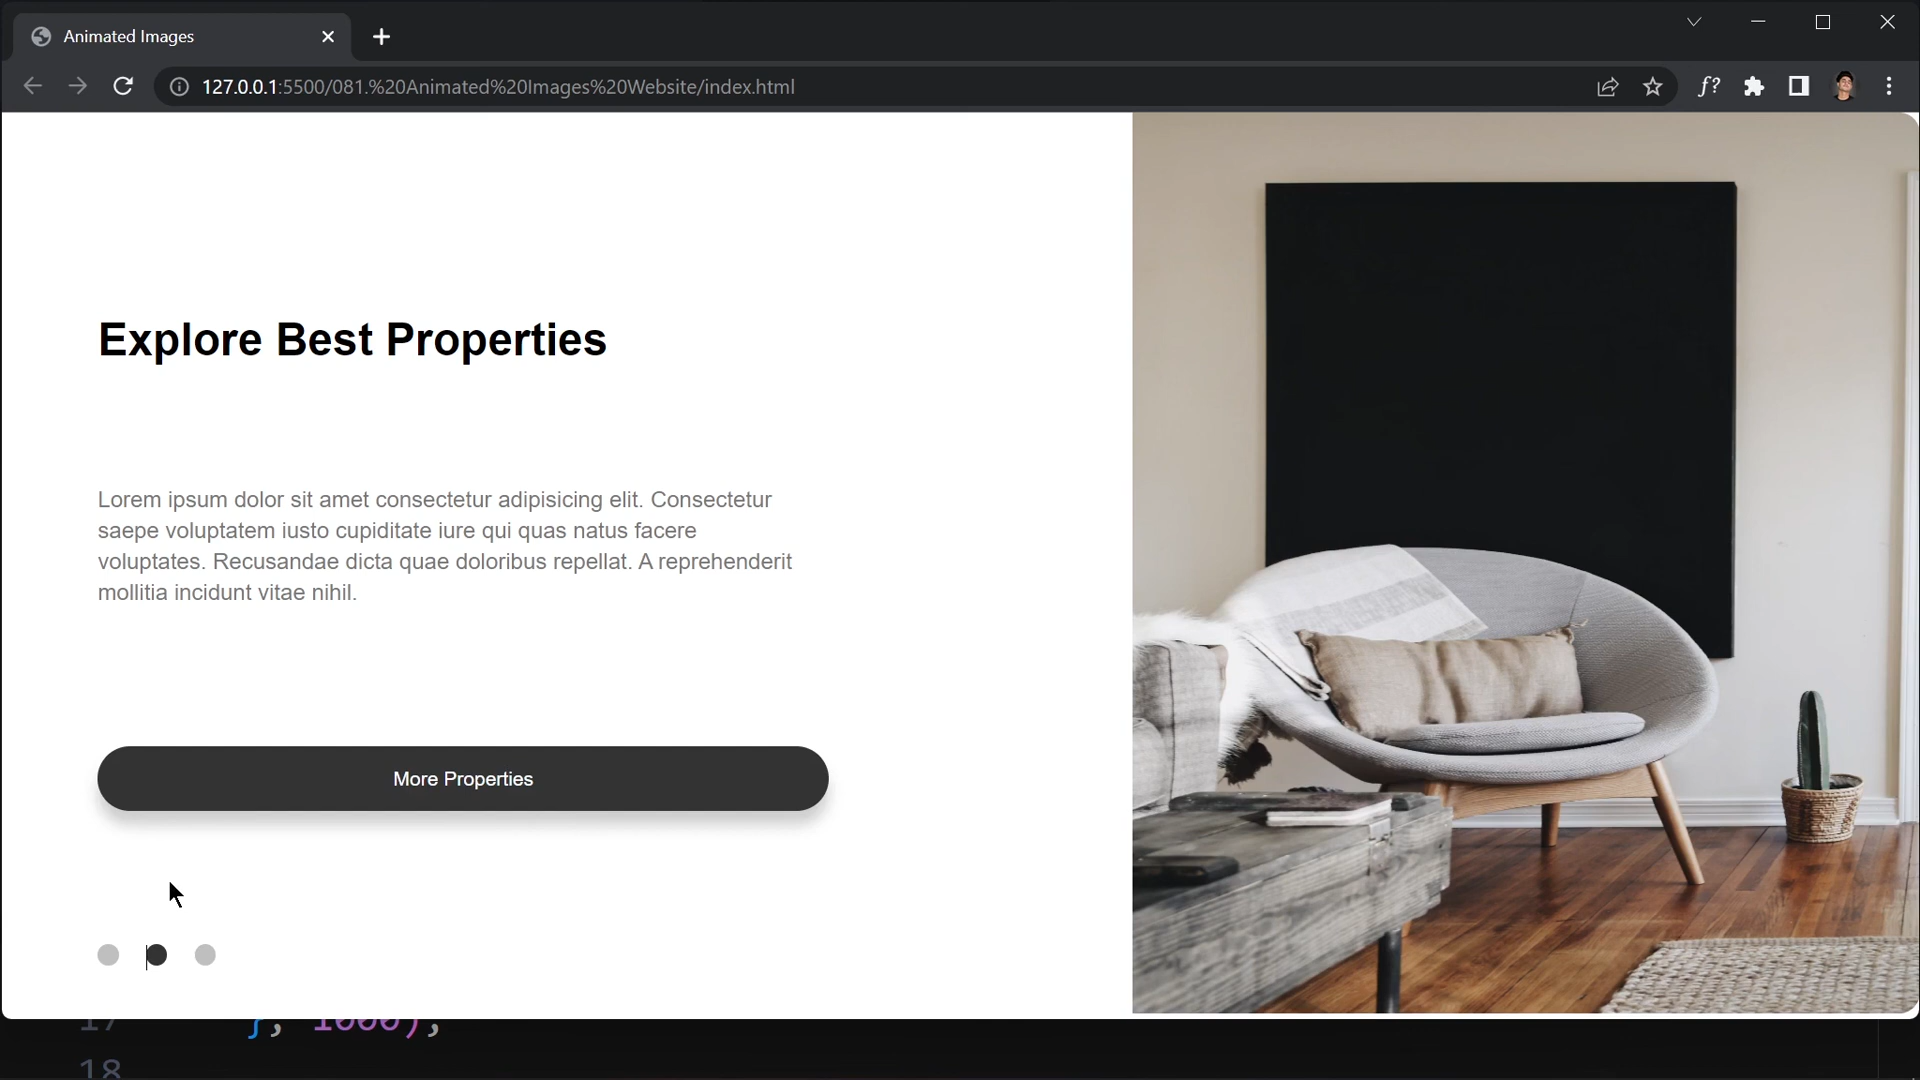 Animated Images
127.0.0.1:5500/081.%20Animated%20Images%20Website/index.html
f?
Explore Best Properties
Lorem ipsum dolor sit amet consectetur adipisicing elit. Consectetur
saepe voluptatem iusto cupiditate iure qui quas natus facere
voluptates. Recusandae dicta quae doloribus repellat. A reprehenderit
mollitia incidunt vitae nihil.
More Properties
17 }, 1000);
18